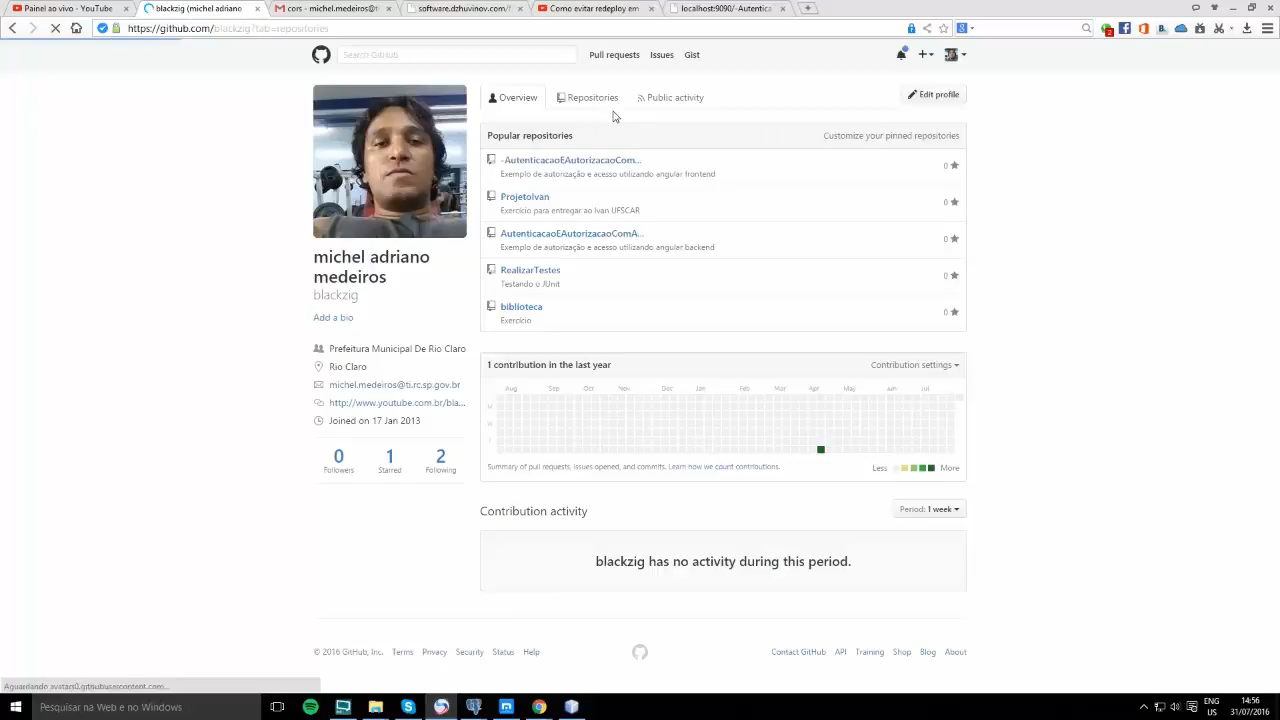 Painel ao vivo - YouTube
blackzig (michel adriano
cors - michel.medeiros@ti.r
software.dzhuvinov.com/t
Como evitar redeploy em
localhost:9090/-Autentica
https://github.com/blackzig?tab=repositories
Search GitHub
Pull requests
Issues
Gist
Overview
Repositories
Public activity
Edit profile
Popular repositories
Customize your pinned repositories
-AutenticacaoEAutorizacaoCom...
0
Exemplo de autorização e acesso utilizando angular frontend
ProjetoIvan
0
Exercício para entregar ao Ivan UFSCAR
AutenticacaoEAutorizacaoComA...
0
Exemplo de autorização e acesso utilizando angular backend
RealizarTestes
0
Testando o JUnit
biblioteca
0
Exercício
michel adriano
medeiros
blackzig
Add a bio
Prefeitura Municipal De Rio Claro
Rio Claro
michel.medeiros@ti.rc.sp.gov.br
http://www.youtube.com.br/bla...
Joined on 17 Jan 2013
0
Followers
1
Starred
2
Following
1 contribution in the last year
Contribution settings
Aug Sep Oct Nov Dec Jan Feb Mar Apr May Jun Jul
M
W
F
Summary of pull requests, issues opened, and commits. Learn how we count contributions.
Less
More
Contribution activity
Period: 1 week
blackzig has no activity during this period.
© 2016 GitHub, Inc.
Terms
Privacy
Security
Status
Help
Contact GitHub
API
Training
Shop
Blog
About
Aguardando avatars0.githubusercontent.com...
Pesquisar na Web e no Windows
ENG
US
14:56
31/07/2016